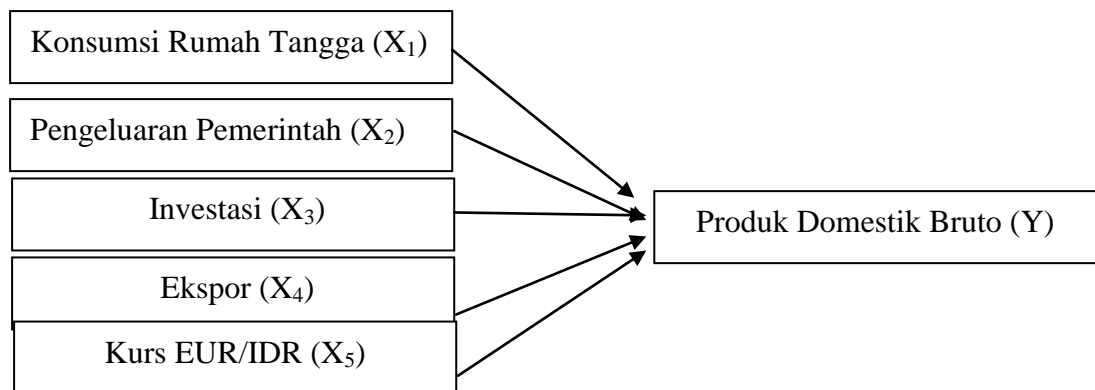 Konsumsi Rumah Tangga (X₁)
Pengeluaran Pemerintah (X₂)
Investasi (X₃)
Produk Domestik Bruto (Y)
Ekspor (X₄)
Kurs EUR/IDR (X₅)